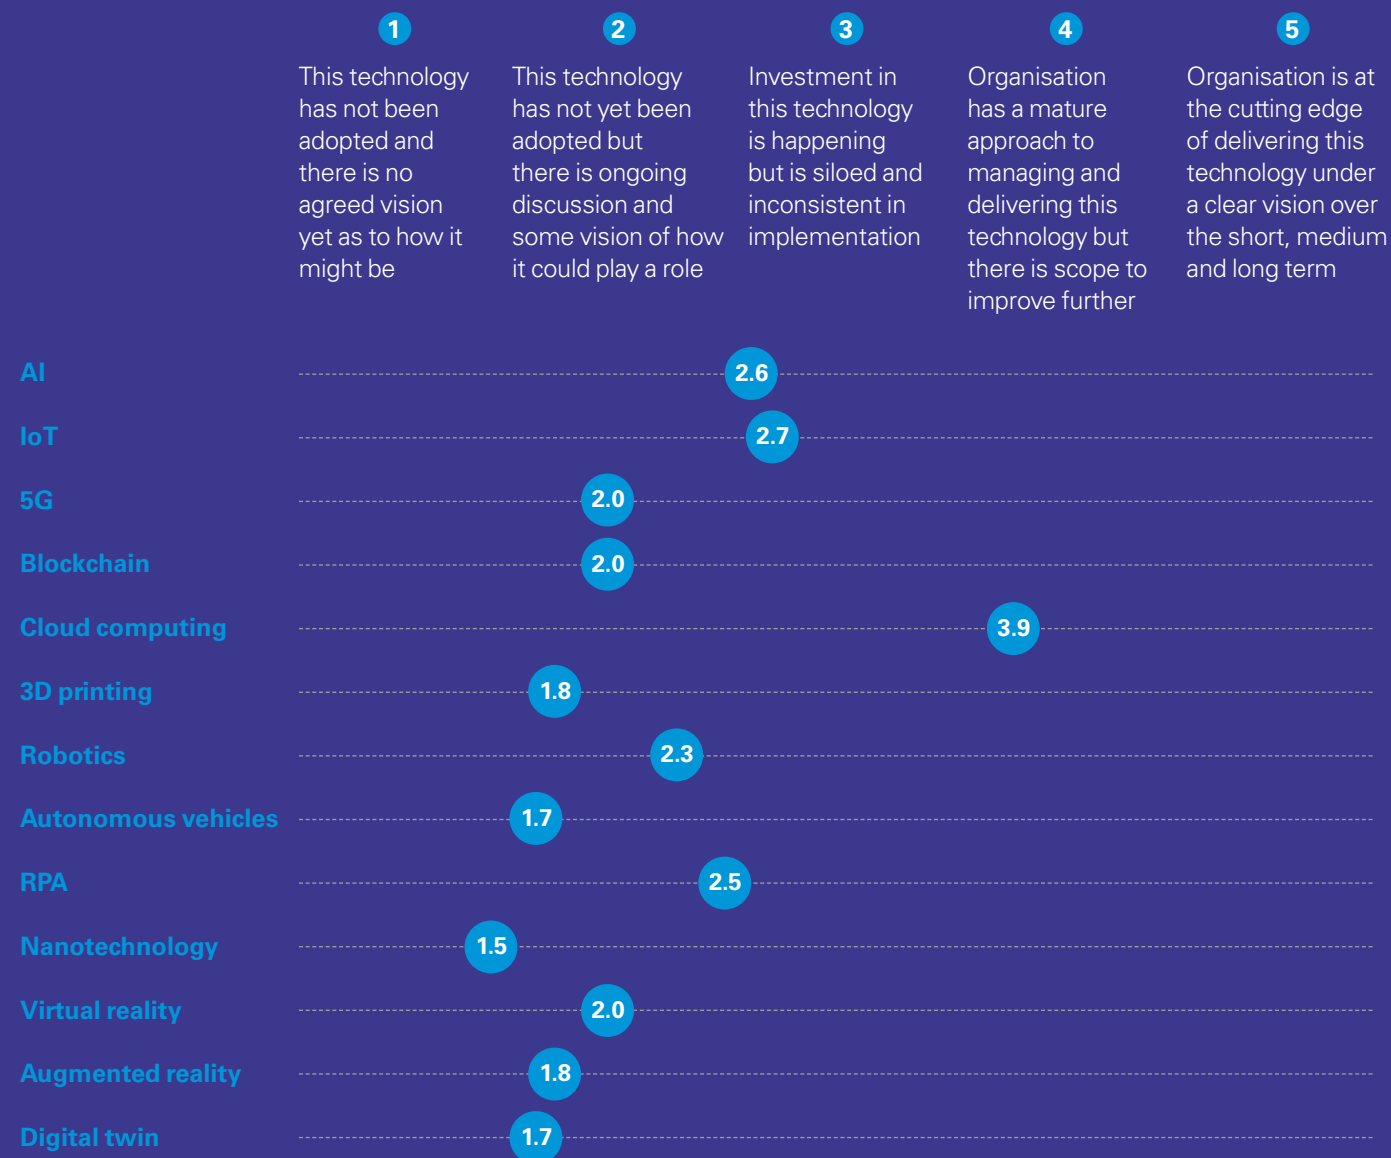 1
This technology
has not been
adopted and
there is no
agreed vision
yet as to how it
might be
2
This technology
has not yet been
adopted but
there is ongoing
discussion and
some vision of how
it could play a role
3
Investment in
this technology
is happening
but is siloed and
inconsistent in
implementation
4
Organisation
has a mature
approach to
managing and
delivering this
technology but
there is scope to
improve further
5
Organisation is at
the cutting edge
of delivering this
technology under
a clear vision over
the short, medium
and long term
AI 2.6
IoT 2.7
5G 2.0
Blockchain 2.0
Cloud computing 3.9
3D printing 1.8
Robotics 2.3
Autonomous vehicles 1.7
RPA 2.5
Nanotechnology 1.5
Virtual reality 2.0
Augmented reality 1.8
Digital twin 1.7